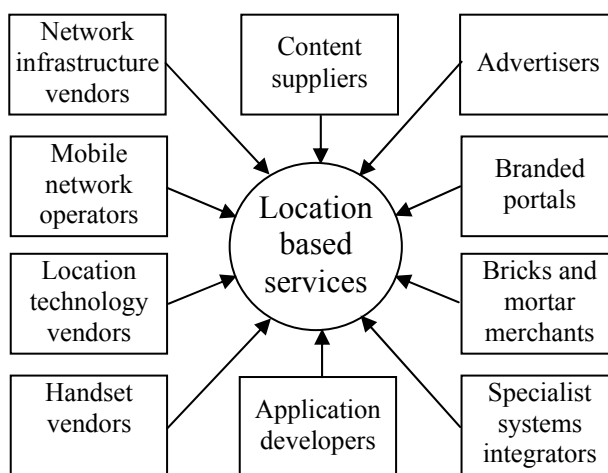 Network
infrastructure
vendors
Content
suppliers
Advertisers
Mobile
network
operators
Branded
portals
Location
based
services
Location
technology
vendors
Bricks and
mortar
merchants
Handset
vendors
Application
developers
Specialist
systems
integrators